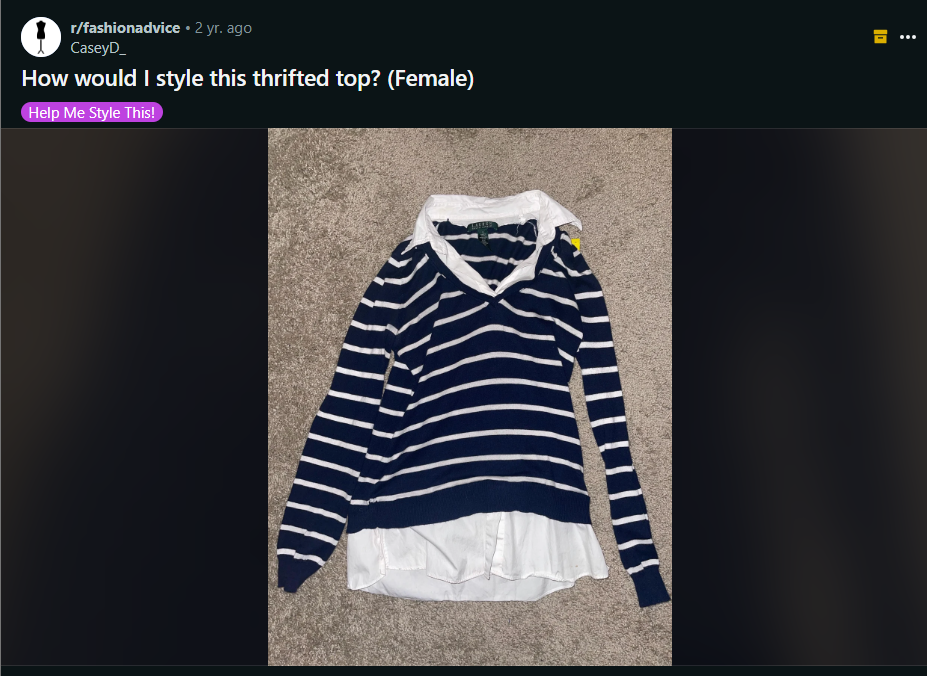 r/fashionadvice • 2 yr. ago
CaseyD_
How would I style this thrifted top? (Female)
Help Me Style This!